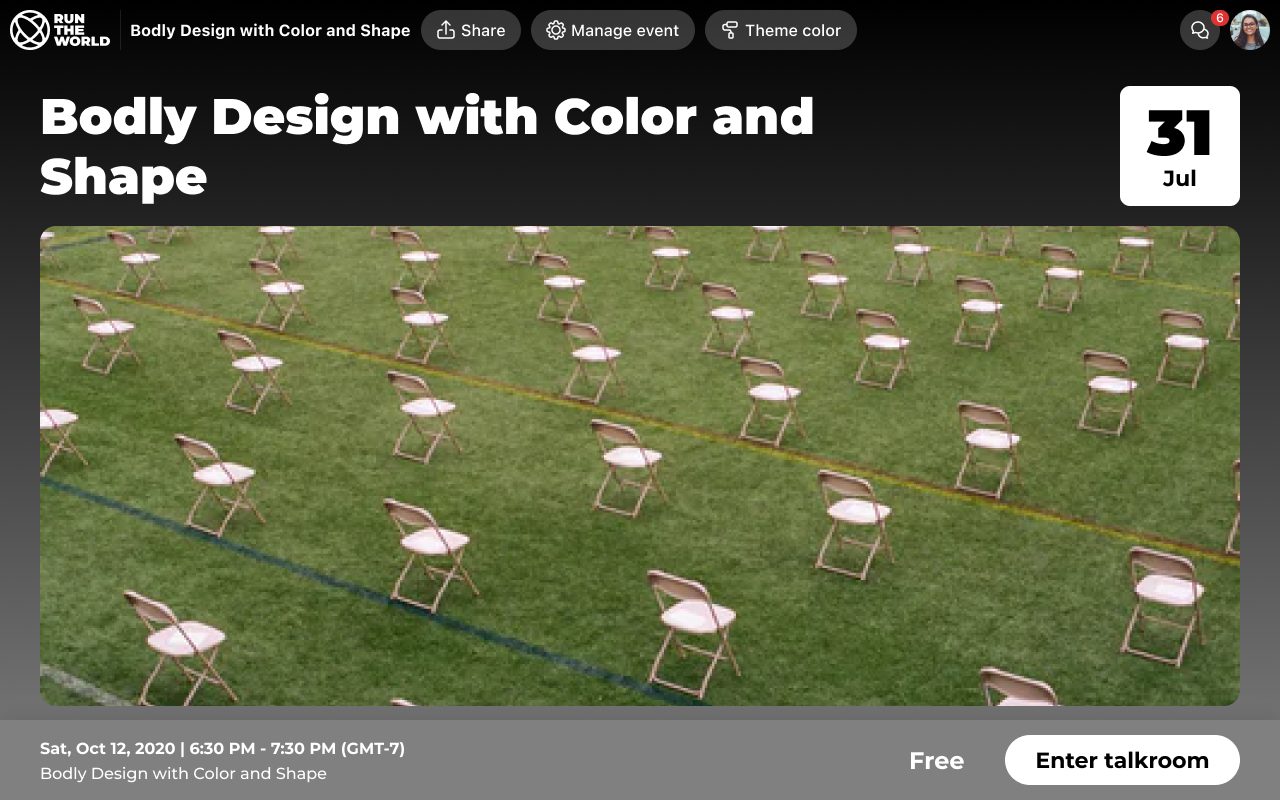 RUN
THE
WORLD
Bodly Design with Color and Shape
Share
Manage event
Theme color
6
Bodly Design with Color and
Shape
31
Jul
Sat, Oct 12, 2020 | 6:30 PM - 7:30 PM (GMT-7)
Bodly Design with Color and Shape
Free
Enter talkroom